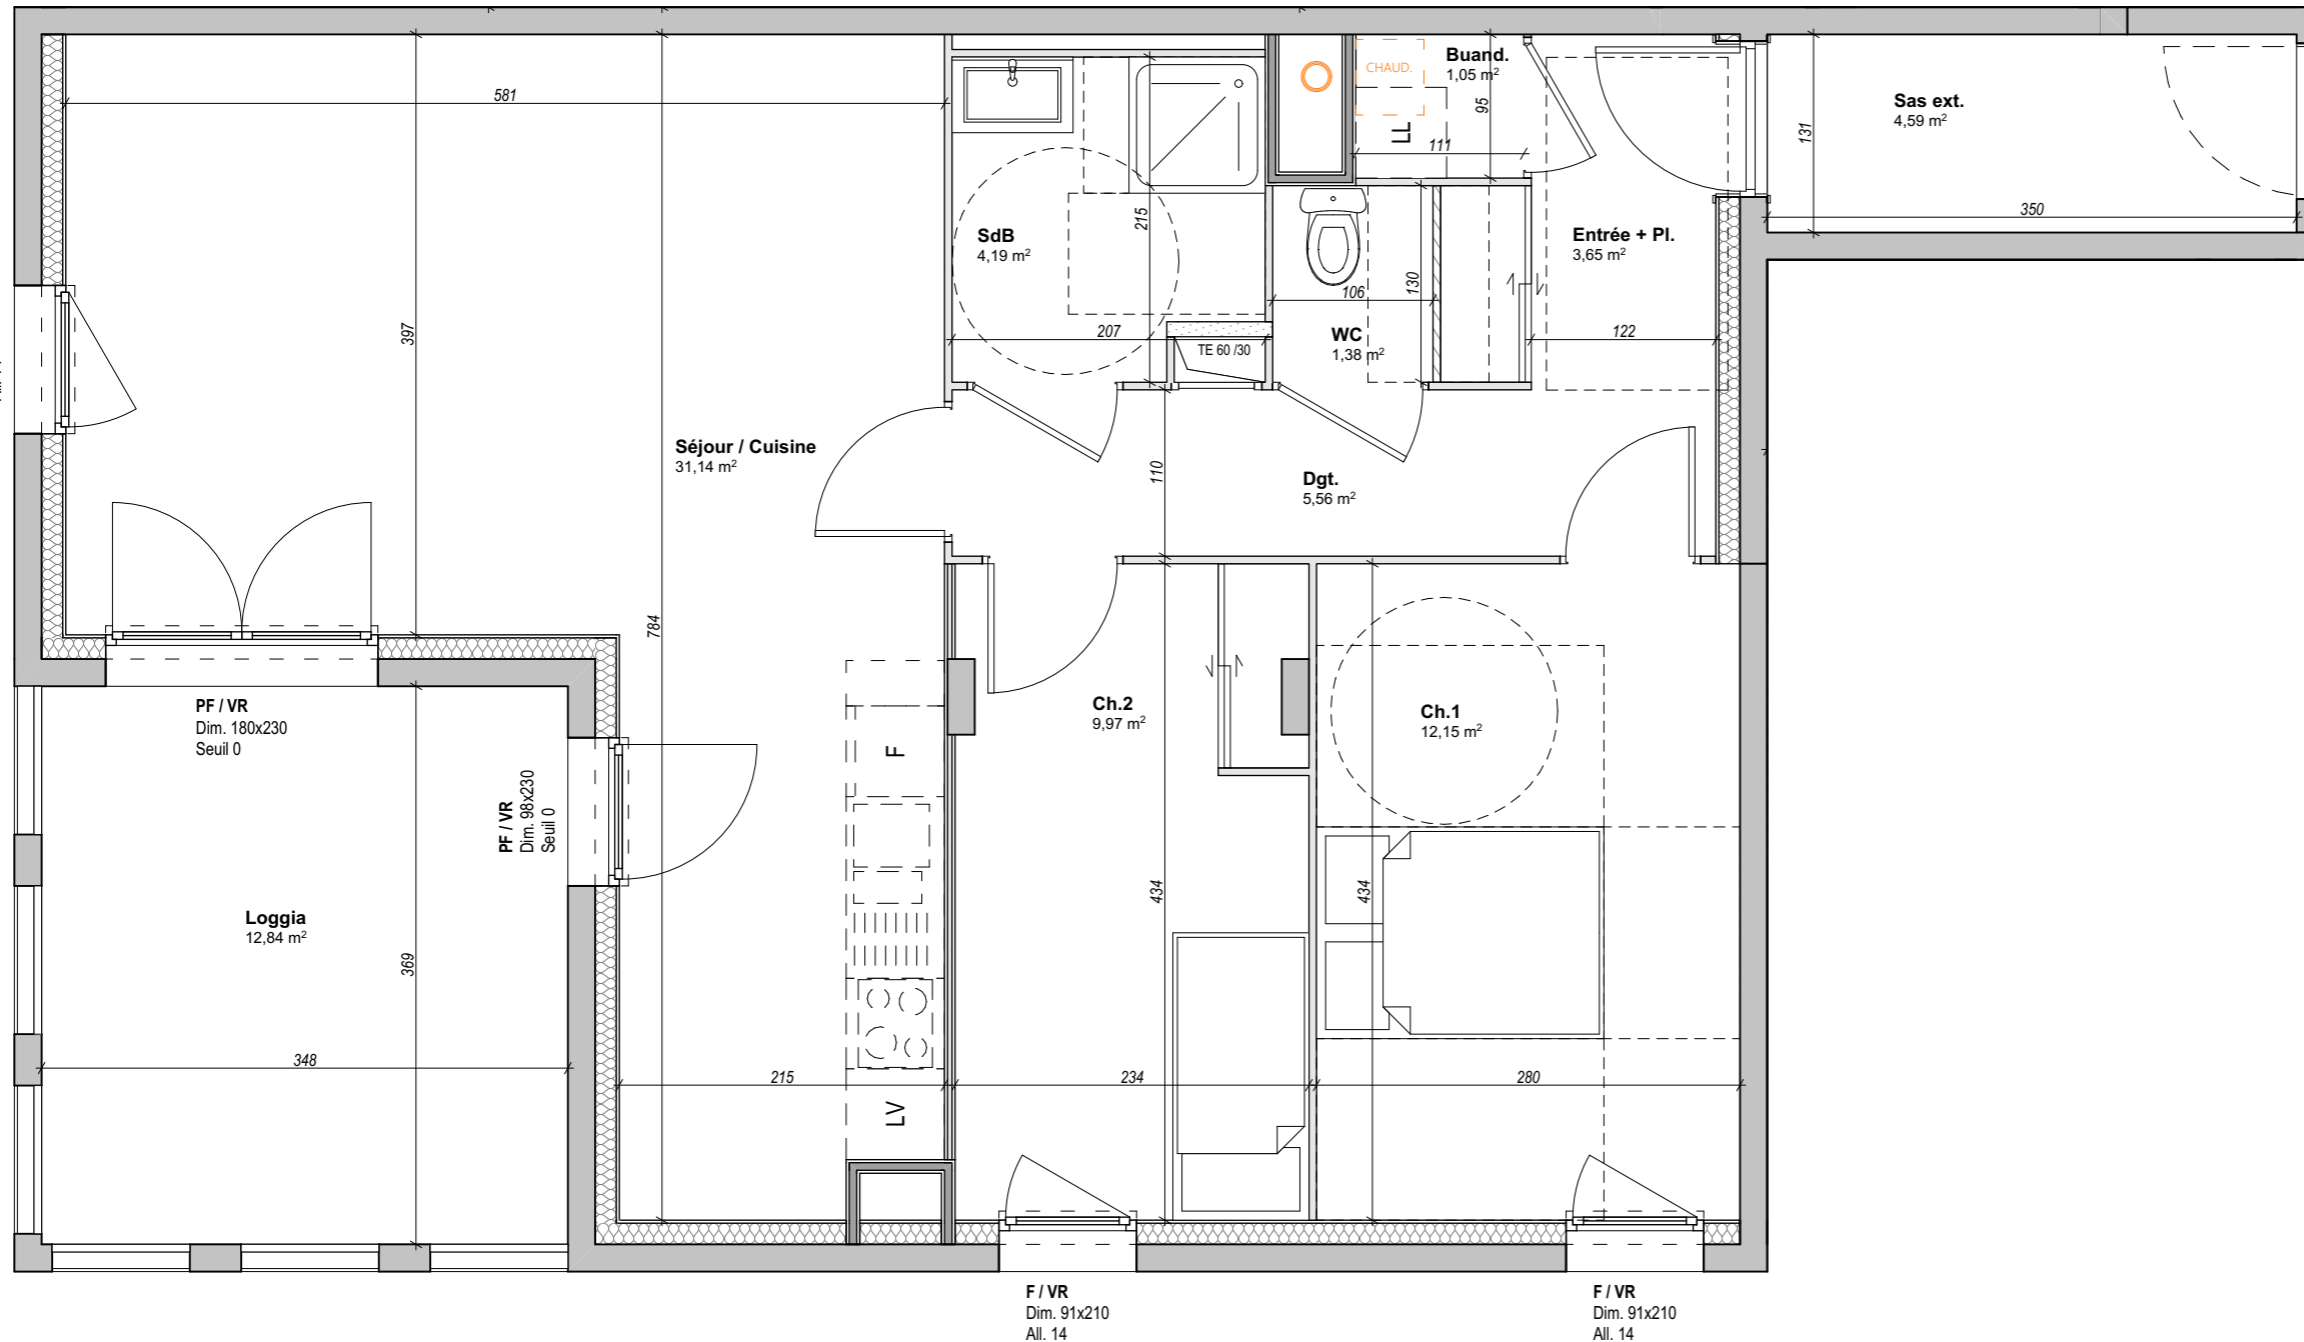 581
CHAUD.
Buand.
1,05 m²
95
LL
111
Sas ext.
4,59 m²
131
350
SdB
4,19 m²
215
207
TE 60 /30
106
130
WC
1,38 m²
Entrée + Pl.
3,65 m²
122
397
784
Séjour / Cuisine
31,14 m²
110
Dgt.
5,56 m²
PF / VR
Dim. 180x230
Seuil 0
PF / VR
Dim. 98x230
Seuil 0
F
Ch.2
9,97 m²
Ch.1
12,15 m²
434
434
Loggia
12,84 m²
369
348
215
234
280
LV
F / VR
Dim. 91x210
All. 14
F / VR
Dim. 91x210
All. 14